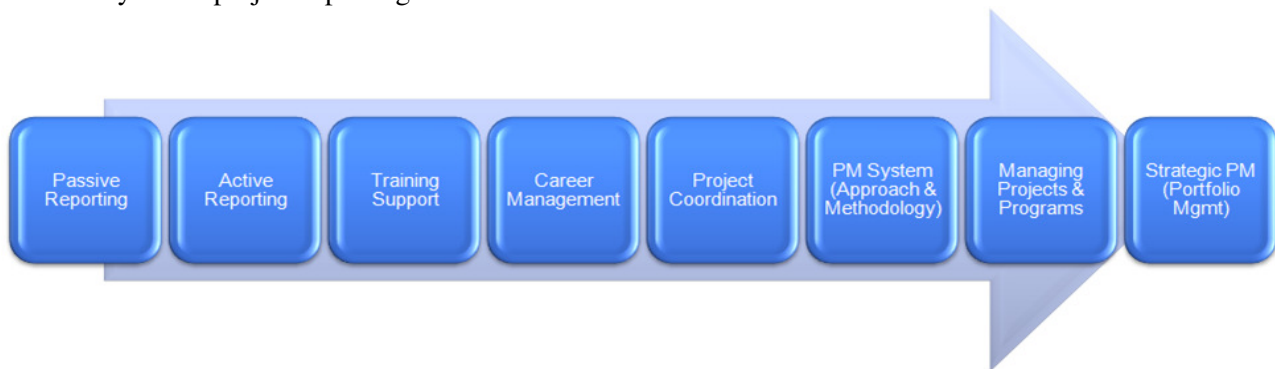 Passive
Reporting
Active
Reporting
Training
Support
Career
Management
Project
Coordination
PM System
(Approach &
Methodology)
Managing
Projects &
Programs
Strategic PM
(Portfolio
Mgmt)